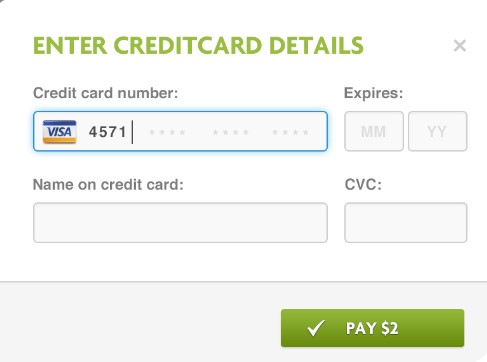 ENTER CREDITCARD DETAILS ×
Credit card number: Expires:
VISA 4571 MM YY
Name on credit card: CVC:
PAY $2